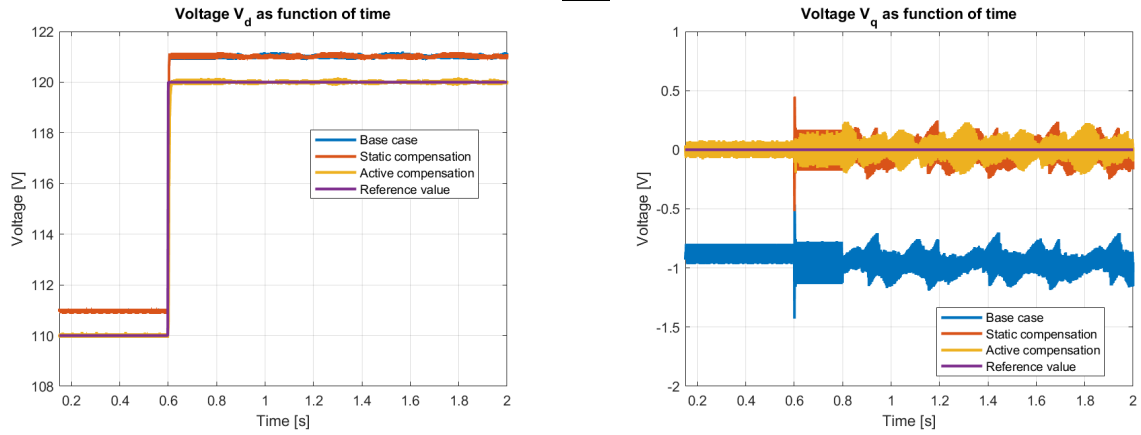 Voltage V_d as function of time
122
120
118
116
114
112
110
108
Voltage [V]
Base case
Static compensation
Active compensation
Reference value
0.2 0.4 0.6 0.8 1 1.2 1.4 1.6 1.8 2
Time [s]
Voltage V_q as function of time
1
0.5
0
-0.5
-1
-1.5
-2
Voltage [V]
Base case
Static compensation
Active compensation
Reference value
0.2 0.4 0.6 0.8 1 1.2 1.4 1.6 1.8 2
Time [s]